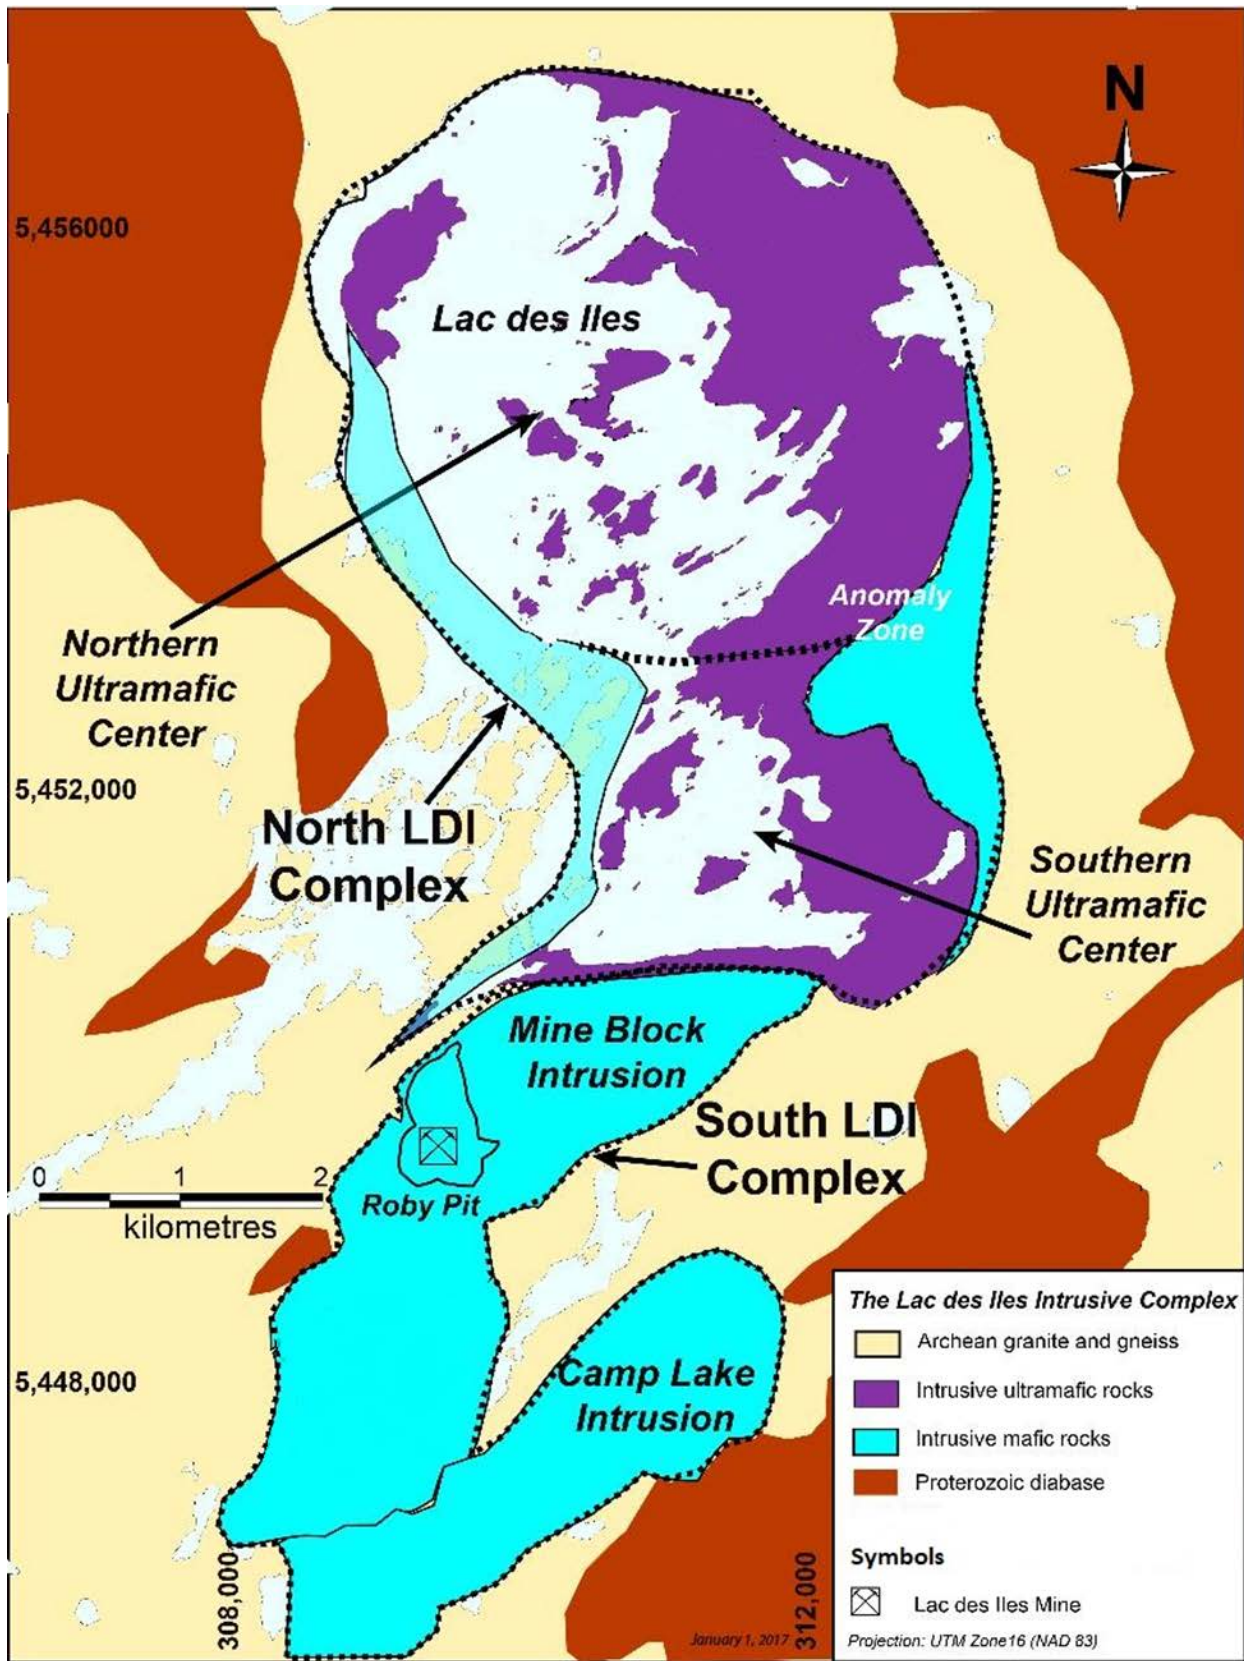 N
5,456000
Lac des Iles
Anomaly
Zone
Northern
Ultramafic
Center
5,452,000
North LDI
Complex
Southern
Ultramafic
Center
Mine Block
Intrusion
South LDI
Complex
0 1 2
kilometres
Roby Pit
5,448,000
Camp Lake
Intrusion
The Lac des Iles Intrusive Complex
Archean granite and gneiss
Intrusive ultramafic rocks
Intrusive mafic rocks
Proterozoic diabase
Symbols
Lac des Iles Mine
Projection: UTM Zone16 (NAD 83)
308,000
January 1, 2017
312,000